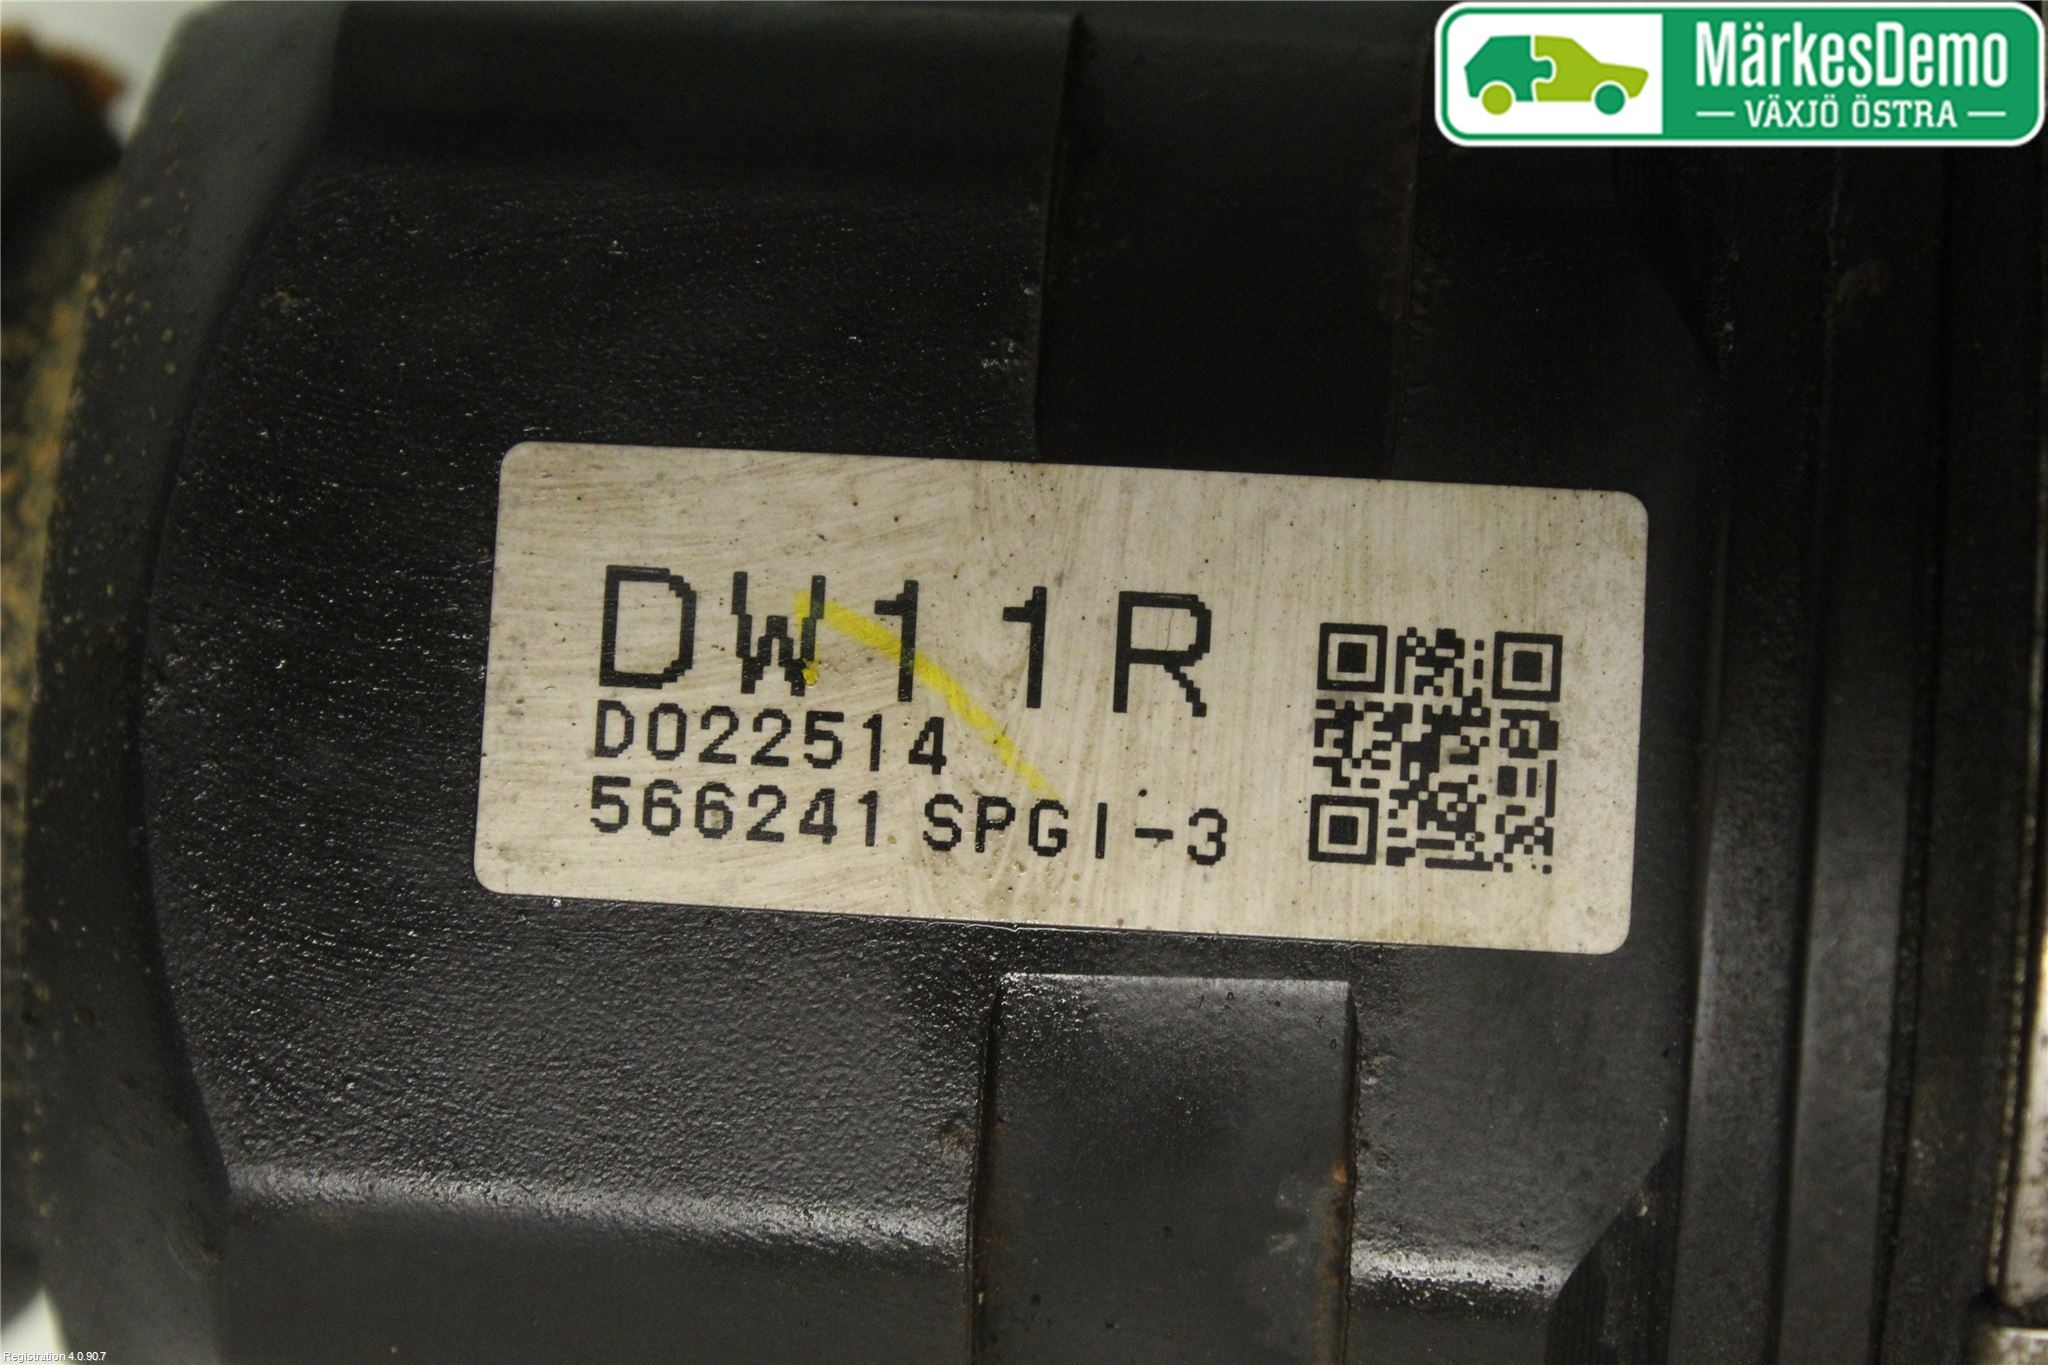 MärkesDemo
VÄXJÖ ÖSTRA
DW11R
D022514
566241 SPGI-3
Registration 4.0.90.7